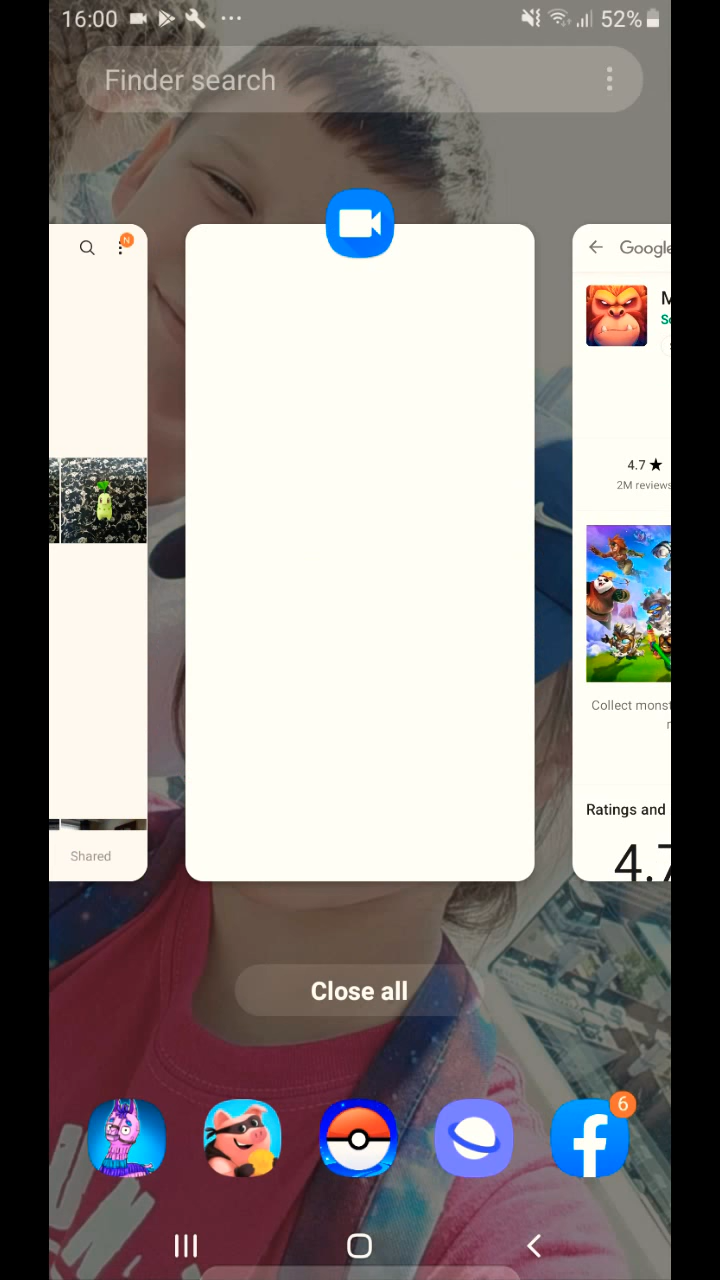 16:00
52%
Finder search
N
Google
M
4.7 ★
2M reviews
Collect monst
Shared
Ratings and
4.7
Close all
6